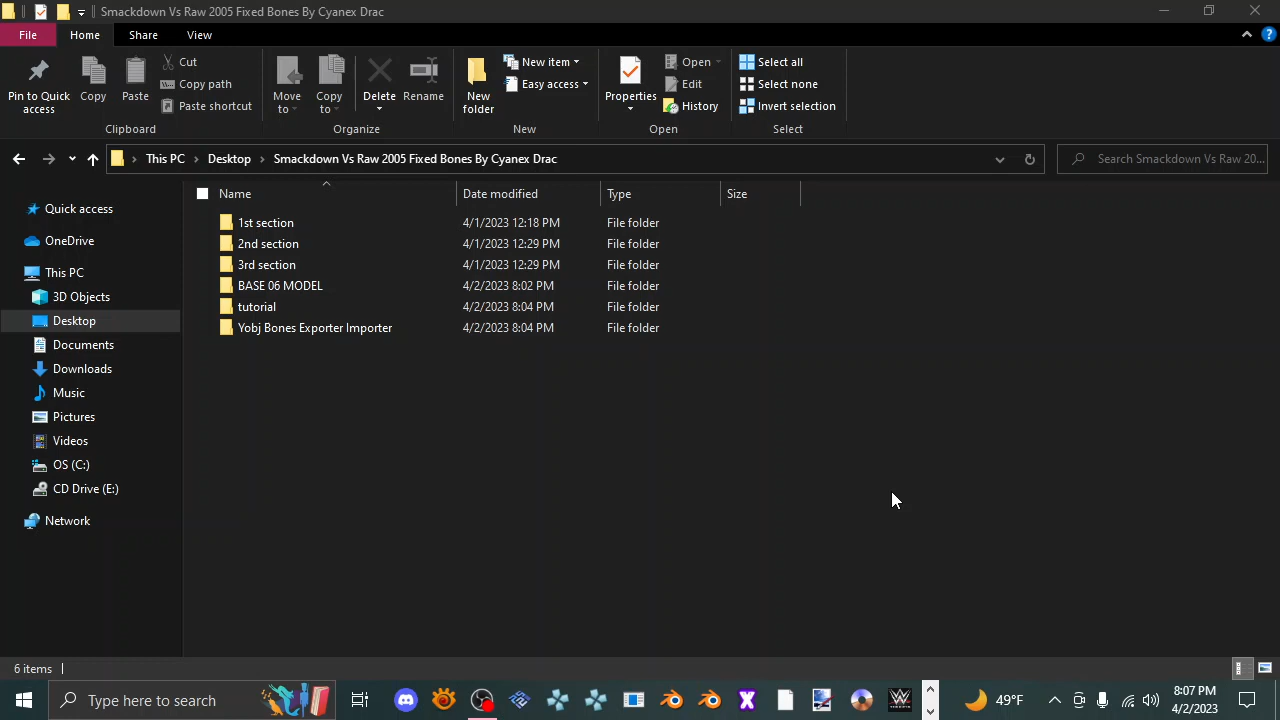 Smackdown Vs Raw 2005 Fixed Bones By Cyanex Drac
File Home Share View
Pin to Quick access
Copy
Paste
Cut
Copy path
Paste shortcut
Clipboard
Move to
Copy to
Delete
Rename
Organize
New folder
New item
Easy access
New
Properties
Open
Edit
History
Open
Select all
Select none
Invert selection
Select
This PC Desktop Smackdown Vs Raw 2005 Fixed Bones By Cyanex Drac
Search Smackdown Vs Raw 20...
Quick access
OneDrive
This PC
3D Objects
Desktop
Documents
Downloads
Music
Pictures
Videos
OS (C:)
CD Drive (E:)
Network
Name Date modified Type Size
1st section 4/1/2023 12:18 PM File folder
2nd section 4/1/2023 12:29 PM File folder
3rd section 4/1/2023 12:29 PM File folder
BASE 06 MODEL 4/2/2023 8:02 PM File folder
tutorial 4/2/2023 8:04 PM File folder
Yobj Bones Exporter Importer 4/2/2023 8:04 PM File folder
6 items
Type here to search
49°F
8:07 PM
4/2/2023